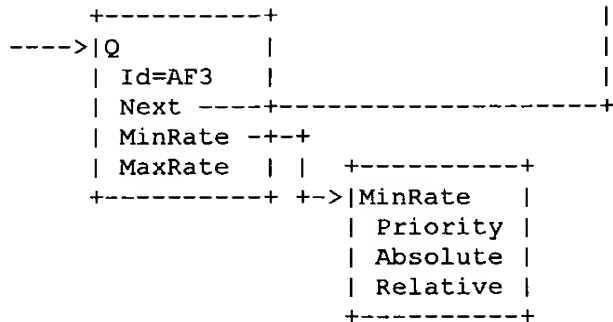 +-----------+                      |
---->|Q          |                      |
| Id=AF3    |                      |
| Next -----+----------------------+
| MinRate --+-+
| MaxRate   | |  +-----------+
+-----------+ +->|MinRate    |
| Priority |
| Absolute |
| Relative |
+-----------+